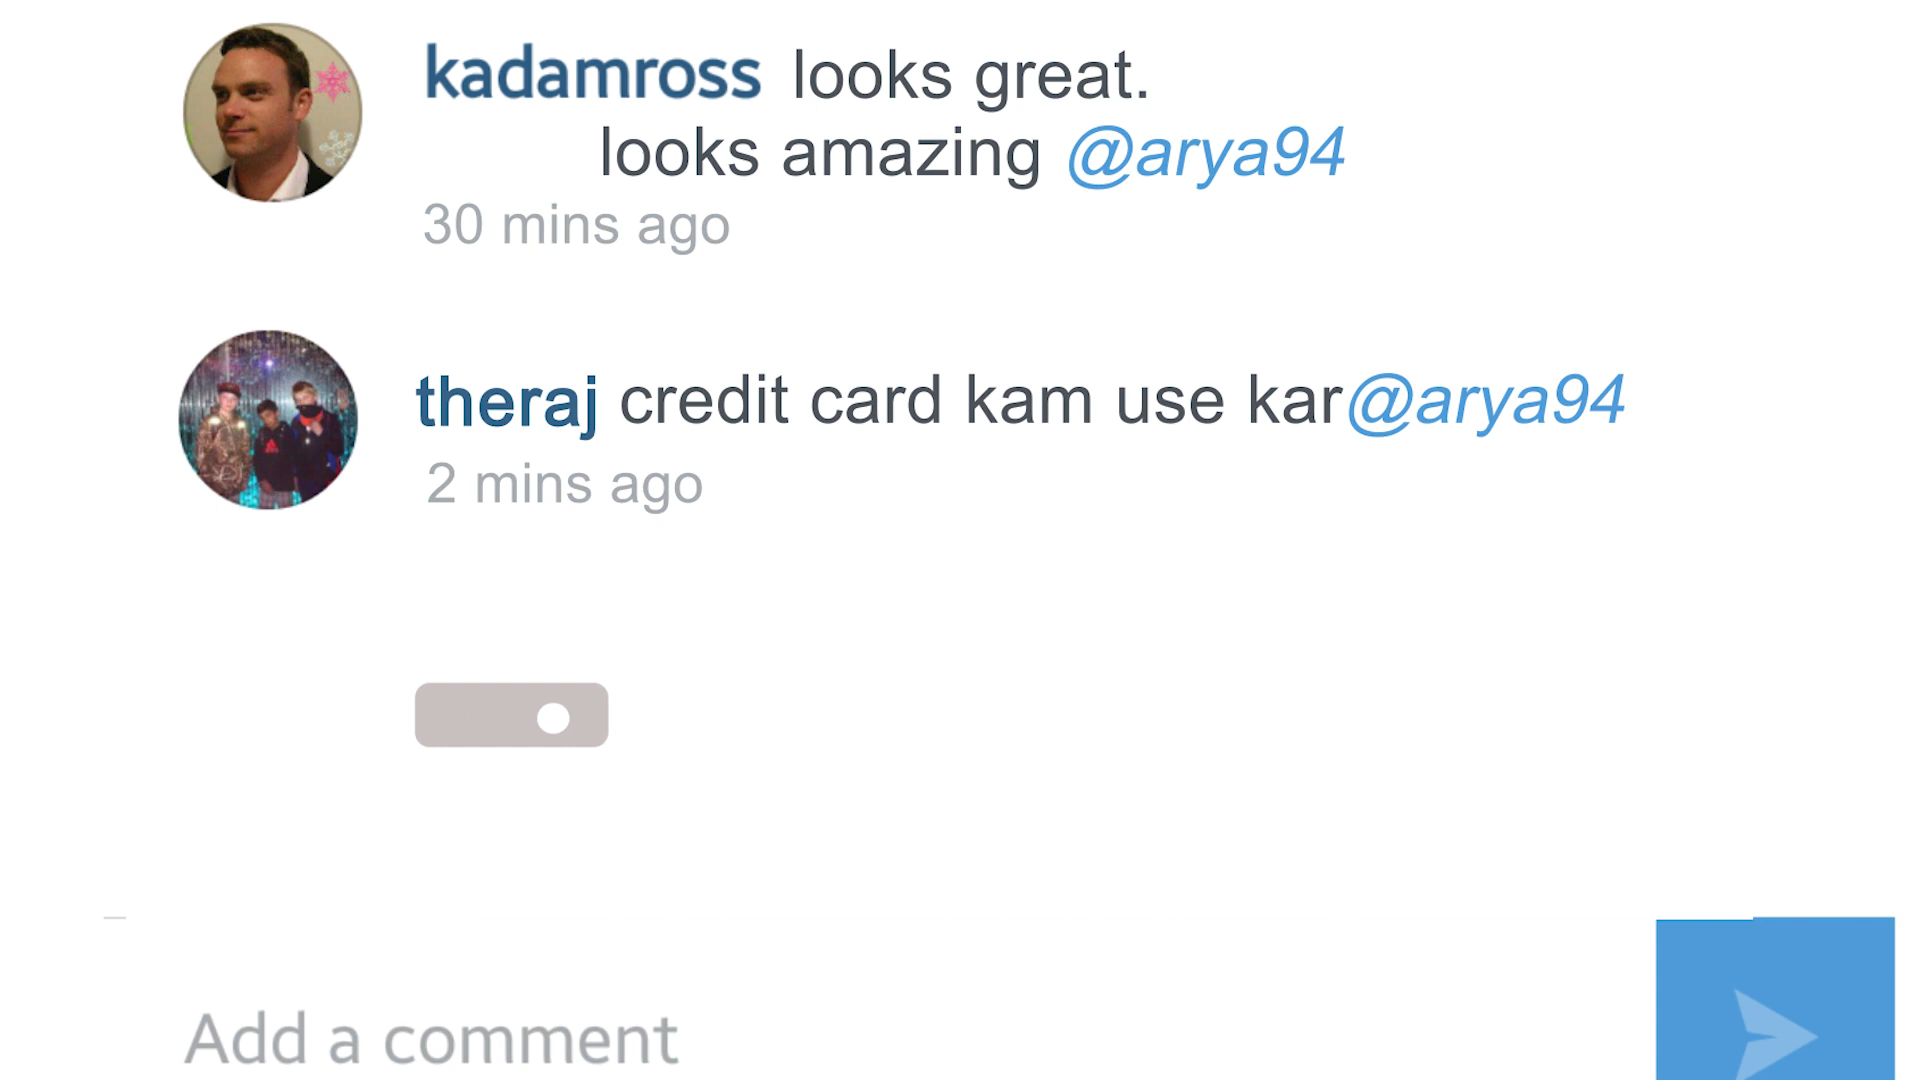 kadamross looks great.
looks amazing @arya94
30 mins ago
theraj credit card kam use kar@arya94
2 mins ago
Add a comment